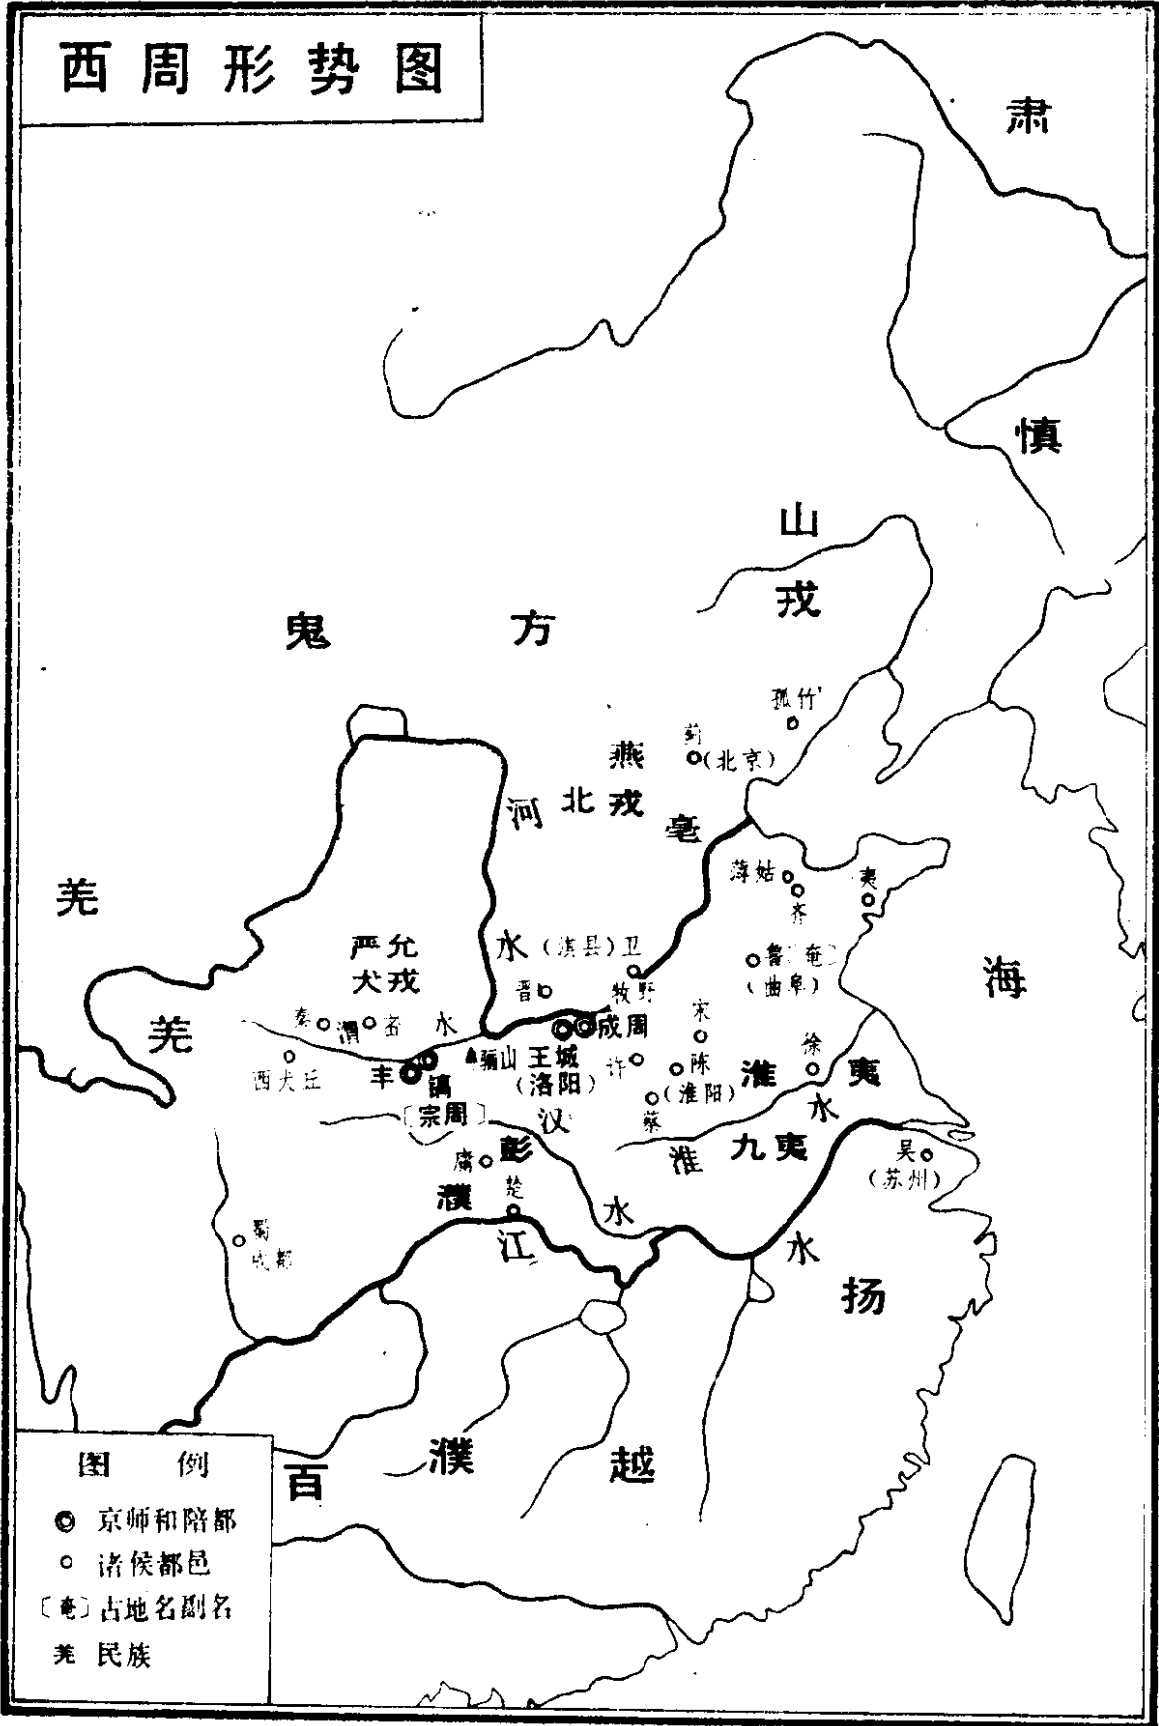 西周形势图
肃
慎
山
戎
鬼 方
孤竹
蓟
(北京)
燕
河 北戎
亳
羌
薄姑
夷
齐
严允
犬戎
水 (淇县) 卫
鲁〔奄〕
(曲阜)
海
晋
牧野
宋
羌
秦
渭
密
水
成周
骊山
王城
(洛阳)
许
陈
(淮阳)
徐
淮 夷
西犬丘
丰
镐
〔宗周〕
汉
蔡
水
淮
九夷
彭
庸
濮
楚
吴
(苏州)
江
水
水
蜀
成都
扬
百 濮 越
图 例
京师和陪都
诸侯都邑
〔奄〕古地名副名
羌 民族